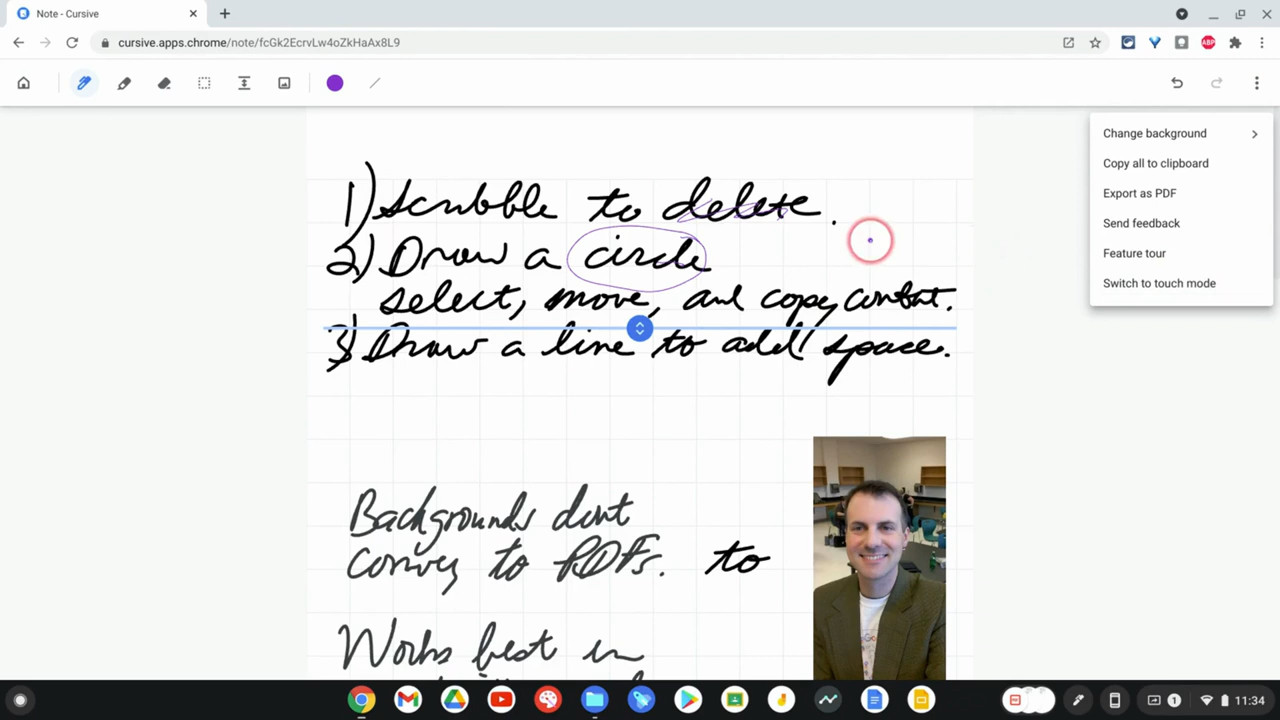 Note - Cursive
cursive.apps.chrome/note/fcGk2EcrvLw4oZkHaAx8L9
ABP
Change background
Copy all to clipboard
Export as PDF
Send feedback
Feature tour
Switch to touch mode
1) Scribble to delete.
2) Draw a circle
select, move, and copy content.
3) Draw a line to add space.
Backgrounds dont
convey to PDFs. to
Works best in
1
11:34